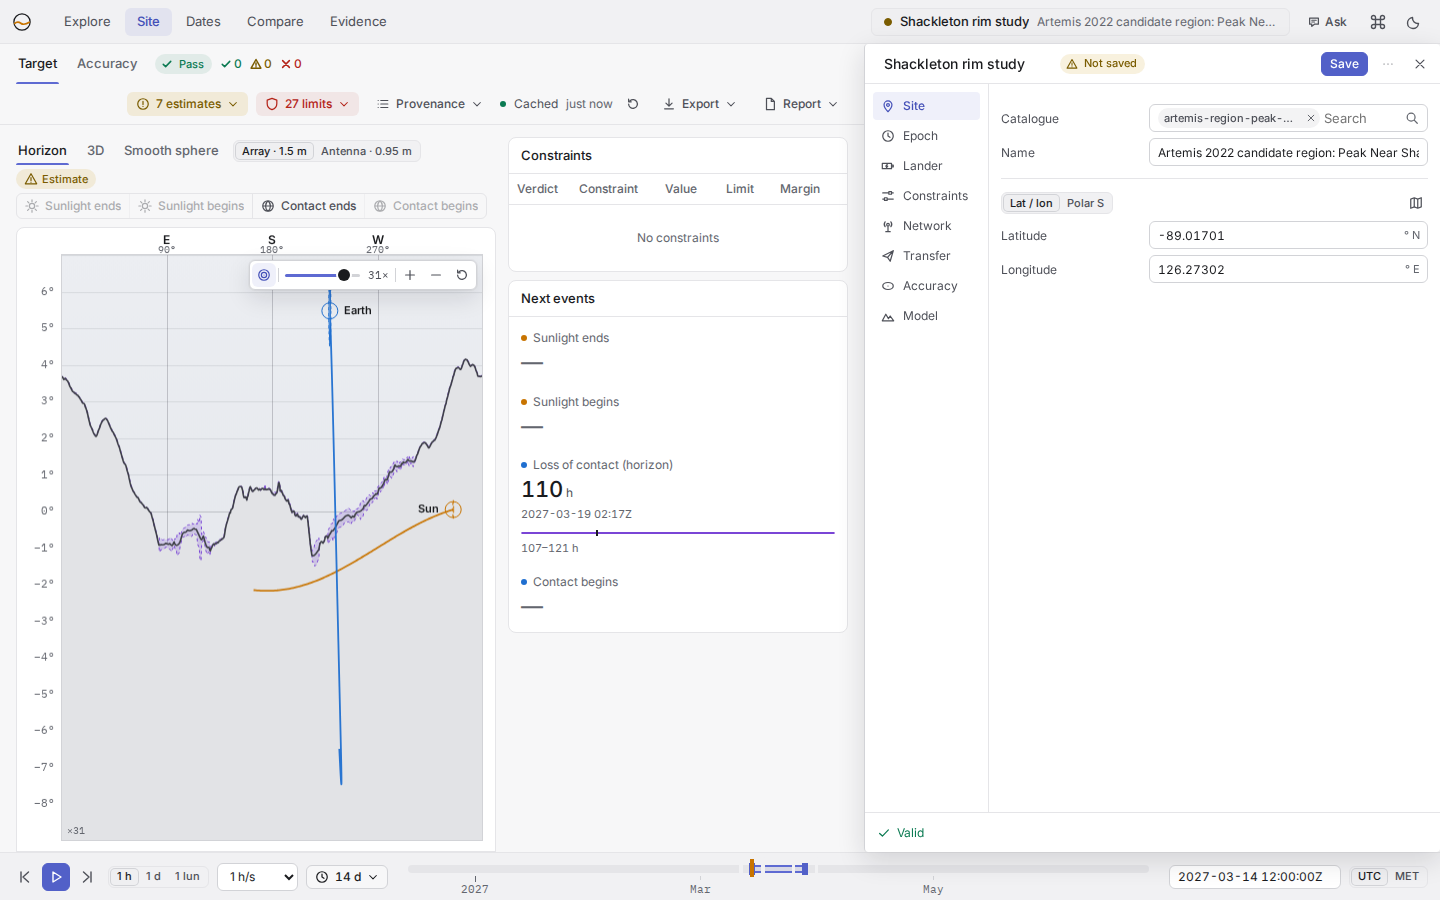 Explore Site Dates Compare Evidence
Shackleton rim study Artemis 2022 candidate region: Peak Ne... Ask
Target Accuracy Pass 0 0 0
7 estimates 27 limits Provenance Cached just now Export Report
Horizon 3D Smooth sphere Array · 1.5 m Antenna · 0.95 m
Estimate
Sunlight ends Sunlight begins Contact ends Contact begins
E S W
90° 180° 270°
31×
6°
5°
4°
3°
2°
1°
0°
−1°
−2°
−3°
−4°
−5°
−6°
−7°
−8°
Earth
Sun
×31
Constraints
Verdict Constraint Value Limit Margin
No constraints
Next events
Sunlight ends
—
Sunlight begins
—
Loss of contact (horizon)
110 h
2027-03-19 02:17Z
107–121 h
Contact begins
—
Shackleton rim study Not saved Save ...
Site
Epoch
Lander
Constraints
Network
Transfer
Accuracy
Model
Catalogue artemis-region-peak-... × Search
Name Artemis 2022 candidate region: Peak Near Sha
Lat / lon Polar S
Latitude -89.01701 ° N
Longitude 126.27302 ° E
Valid
1 h 1 d 1 lun 1 h/s 14 d
2027 Mar May
2027-03-14 12:00:00Z UTC MET